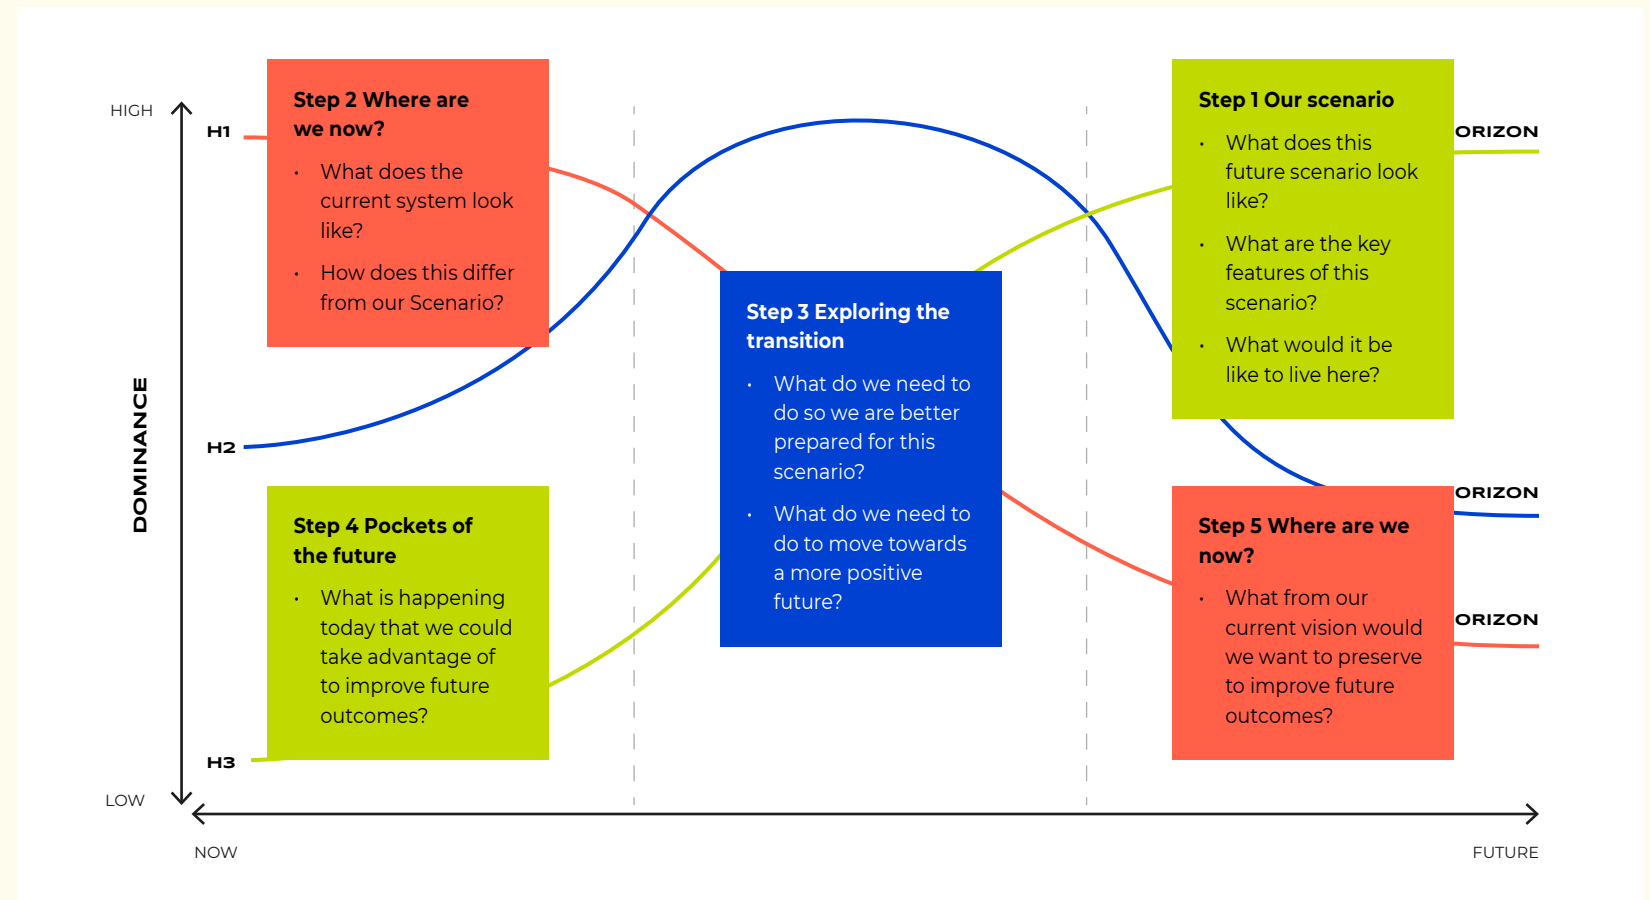 HIGH
H1
Step 2 Where are
we now?
• What does the
current system look
like?
• How does this differ
from our Scenario?
H2
DOMINANCE
Step 4 Pockets of
the future
• What is happening
today that we could
take advantage of
to improve future
outcomes?
H3
LOW
Step 3 Exploring the
transition
• What do we need to
do so we are better
prepared for this
scenario?
• What do we need to
do to move towards
a more positive
future?
Step 1 Our scenario
• What does this
future scenario look
like?
• What are the key
features of this
scenario?
• What would it be
like to live here?
ORIZON
ORIZON
Step 5 Where are we
now?
• What from our
current vision would
we want to preserve
to improve future
outcomes?
ORIZON
NOW
FUTURE